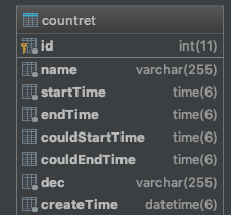 countret
id int(11)
name varchar(255)
startTime time(6)
endTime time(6)
couldStartTime time(6)
couldEndTime time(6)
dec varchar(255)
createTime datetime(6)